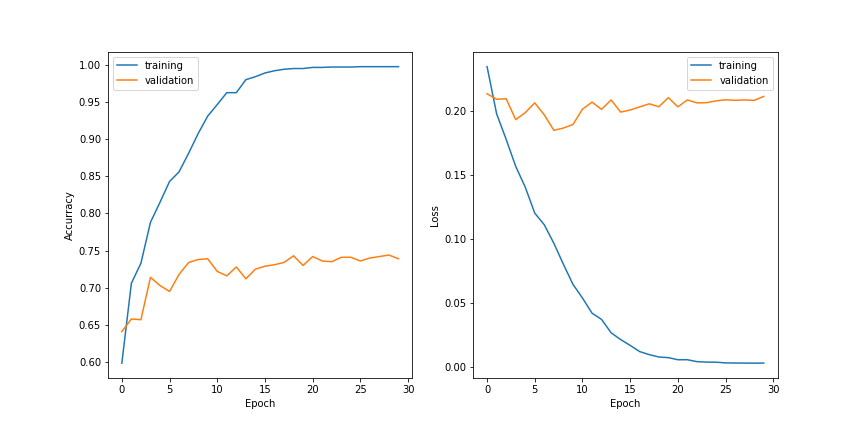 training
validation
1.00
0.95
0.90
0.85
0.80
0.75
0.70
0.65
0.60
Accurracy
0 5 10 15 20 25 30
Epoch
training
validation
0.20
0.15
0.10
0.05
0.00
Loss
0 5 10 15 20 25 30
Epoch